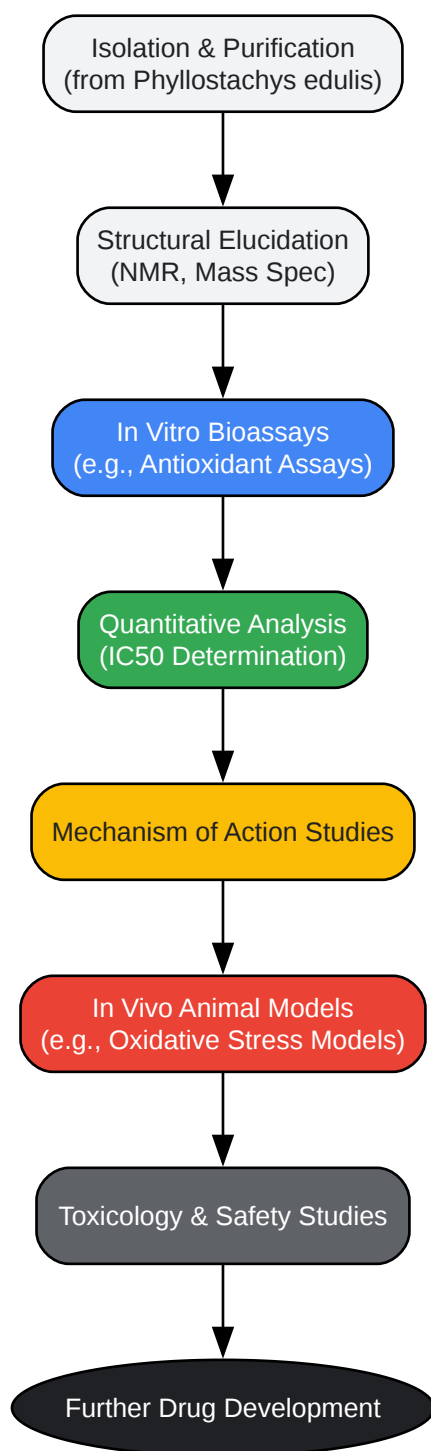 Isolation & Purification
(from Phyllostachys edulis)
Structural Elucidation
(NMR, Mass Spec)
In Vitro Bioassays
(e.g., Antioxidant Assays)
Quantitative Analysis
(IC50 Determination)
Mechanism of Action Studies
In Vivo Animal Models
(e.g., Oxidative Stress Models)
Toxicology & Safety Studies
Further Drug Development